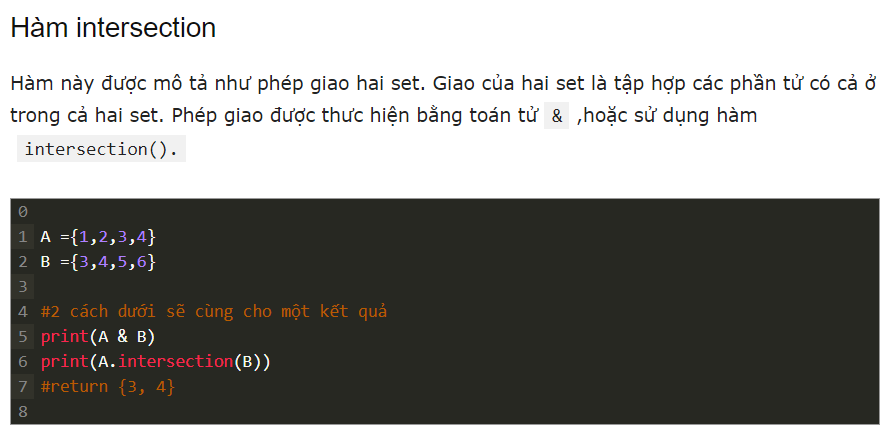 Hàm intersection
Hàm này được mô tả như phép giao hai set. Giao của hai set là tập hợp các phần tử có cả ở
trong cả hai set. Phép giao được thưc hiện bằng toán tử & ,hoặc sử dụng hàm
intersection().
0
1 A ={1,2,3,4}
2 B ={3,4,5,6}
3
4 #2 cách dưới sẽ cùng cho một kết quả
5 print(A & B)
6 print(A.intersection(B))
7 #return {3, 4}
8